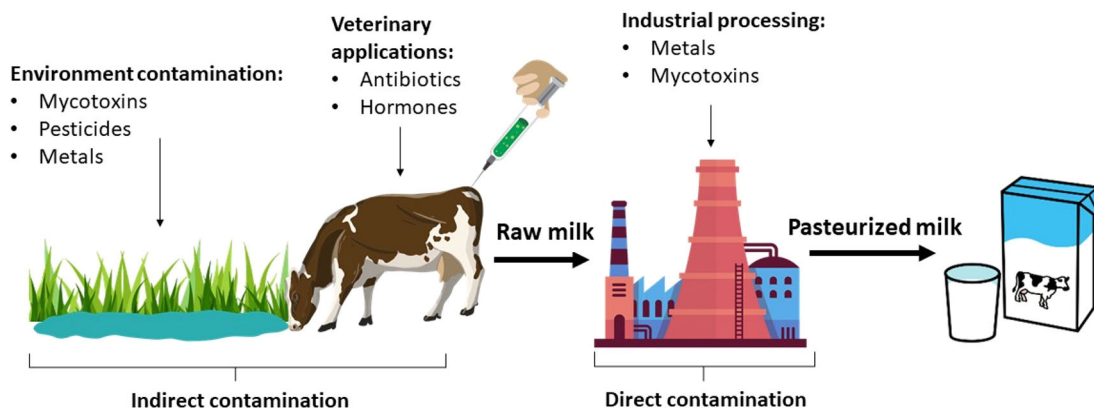 Environment contamination:
• Mycotoxins
• Pesticides
• Metals
Veterinary
applications:
• Antibiotics
• Hormones
Industrial processing:
• Metals
• Mycotoxins
Raw milk
Pasteurized milk
Indirect contamination
Direct contamination